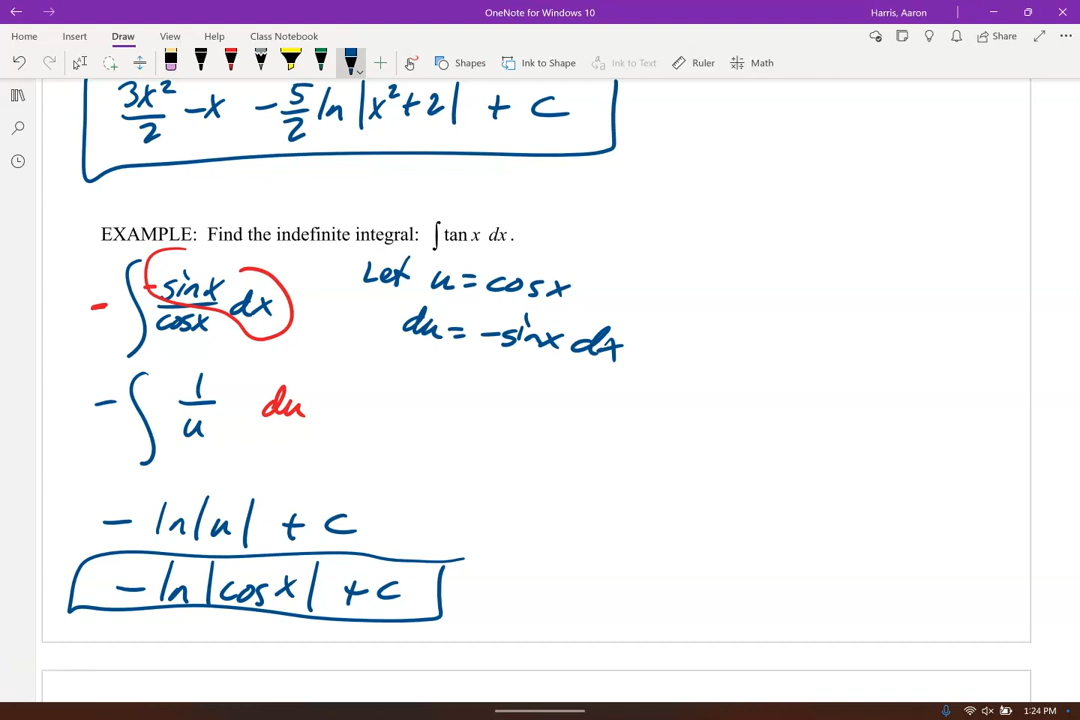 OneNote for Windows 10
Harris, Aaron
Home Insert Draw View Help Class Notebook
Share
Shapes Ink to Shape Ink to Text Ruler Math
3x²/2 - x - 5/2 ln|x²+2| + C
EXAMPLE: Find the indefinite integral: ∫ tan x dx.
- ∫ -sinx/cosx dx
Let u = cosx
du = -sinx dx
- ∫ 1/u du
- ln|u| + C
- ln|cosx| + C
1:24 PM